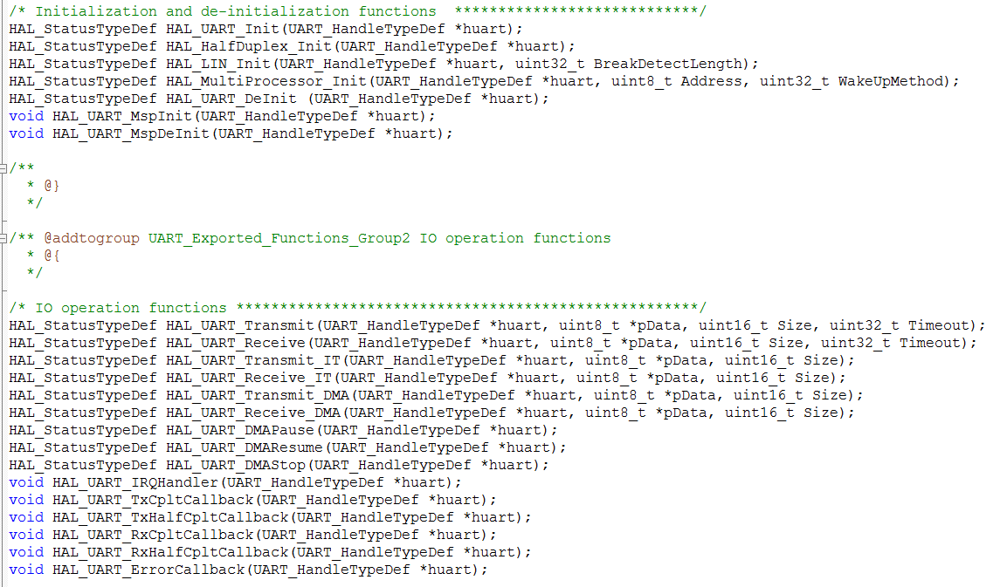 /* Initialization and de-initialization functions  ****************************/
HAL_StatusTypeDef HAL_UART_Init(UART_HandleTypeDef *huart);
HAL_StatusTypeDef HAL_HalfDuplex_Init(UART_HandleTypeDef *huart);
HAL_StatusTypeDef HAL_LIN_Init(UART_HandleTypeDef *huart, uint32_t BreakDetectLength);
HAL_StatusTypeDef HAL_MultiProcessor_Init(UART_HandleTypeDef *huart, uint8_t Address, uint32_t WakeUpMethod);
HAL_StatusTypeDef HAL_UART_DeInit (UART_HandleTypeDef *huart);
void HAL_UART_MspInit(UART_HandleTypeDef *huart);
void HAL_UART_MspDeInit(UART_HandleTypeDef *huart);
/**
  * @}
  */
/** @addtogroup UART_Exported_Functions_Group2 IO operation functions
  * @{
  */
/* IO operation functions *****************************************************/
HAL_StatusTypeDef HAL_UART_Transmit(UART_HandleTypeDef *huart, uint8_t *pData, uint16_t Size, uint32_t Timeout);
HAL_StatusTypeDef HAL_UART_Receive(UART_HandleTypeDef *huart, uint8_t *pData, uint16_t Size, uint32_t Timeout);
HAL_StatusTypeDef HAL_UART_Transmit_IT(UART_HandleTypeDef *huart, uint8_t *pData, uint16_t Size);
HAL_StatusTypeDef HAL_UART_Receive_IT(UART_HandleTypeDef *huart, uint8_t *pData, uint16_t Size);
HAL_StatusTypeDef HAL_UART_Transmit_DMA(UART_HandleTypeDef *huart, uint8_t *pData, uint16_t Size);
HAL_StatusTypeDef HAL_UART_Receive_DMA(UART_HandleTypeDef *huart, uint8_t *pData, uint16_t Size);
HAL_StatusTypeDef HAL_UART_DMAPause(UART_HandleTypeDef *huart);
HAL_StatusTypeDef HAL_UART_DMAResume(UART_HandleTypeDef *huart);
HAL_StatusTypeDef HAL_UART_DMAStop(UART_HandleTypeDef *huart);
void HAL_UART_IRQHandler(UART_HandleTypeDef *huart);
void HAL_UART_TxCpltCallback(UART_HandleTypeDef *huart);
void HAL_UART_TxHalfCpltCallback(UART_HandleTypeDef *huart);
void HAL_UART_RxCpltCallback(UART_HandleTypeDef *huart);
void HAL_UART_RxHalfCpltCallback(UART_HandleTypeDef *huart);
void HAL_UART_ErrorCallback(UART_HandleTypeDef *huart);